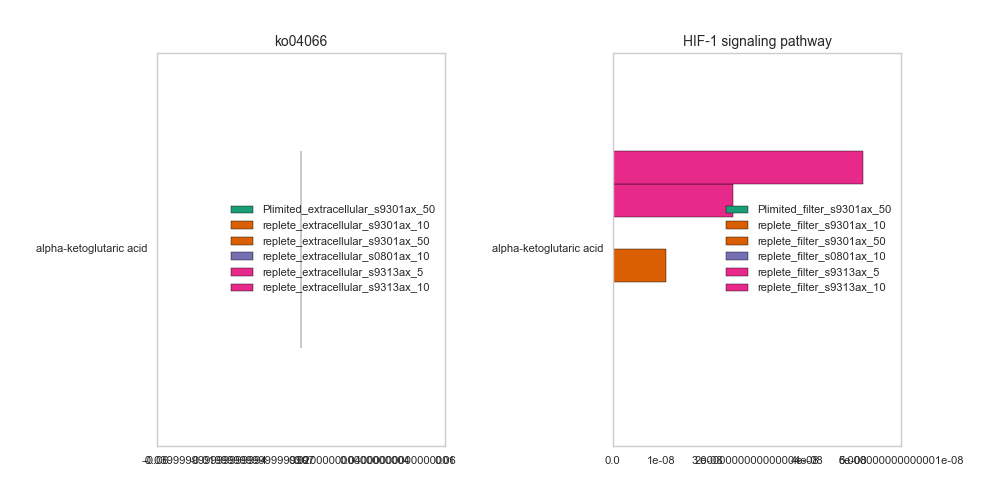 ko04066
alpha-ketoglutaric acid
Plimited_extracellular_s9301ax_50
replete_extracellular_s9301ax_10
replete_extracellular_s9301ax_50
replete_extracellular_s0801ax_10
replete_extracellular_s9313ax_5
replete_extracellular_s9313ax_10
HIF-1 signaling pathway
alpha-ketoglutaric acid
Plimited_filter_s9301ax_50
replete_filter_s9301ax_10
replete_filter_s9301ax_50
replete_filter_s0801ax_10
replete_filter_s9313ax_5
replete_filter_s9313ax_10
0.0 1e-08